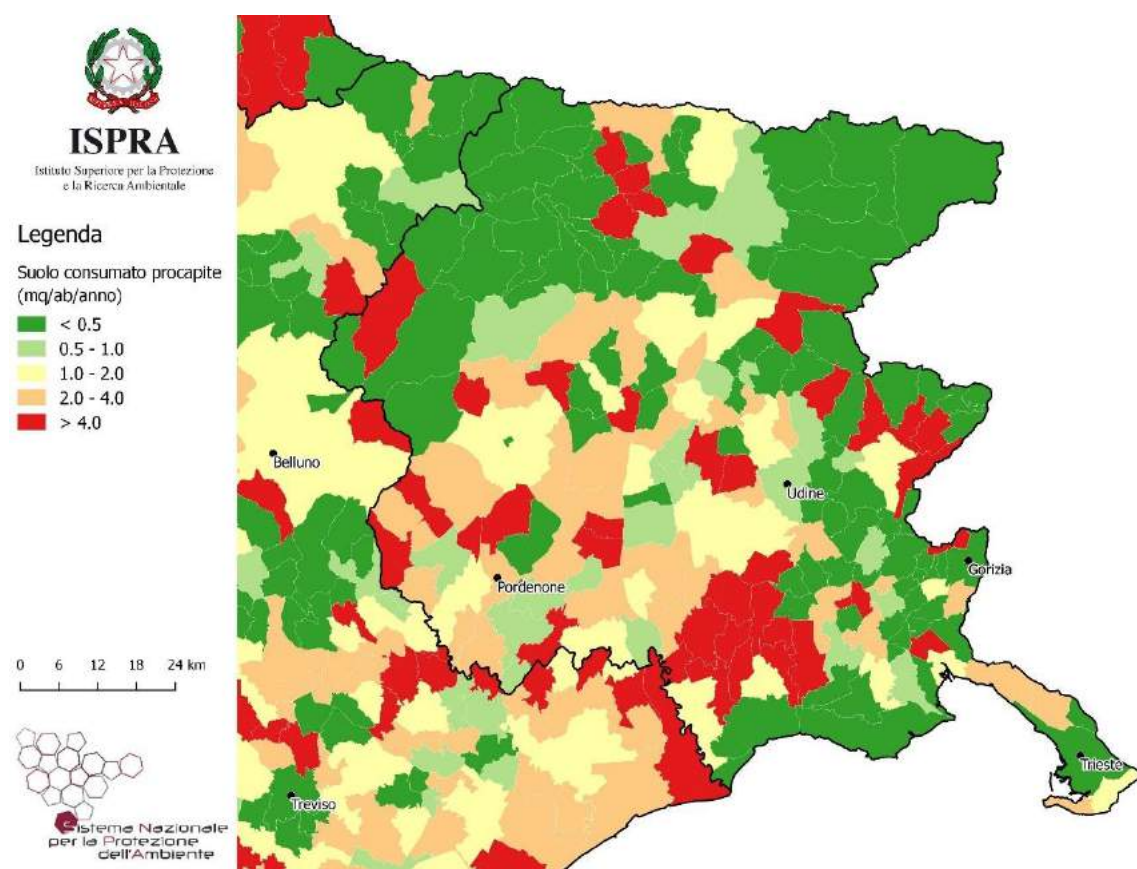 ISPRA
Istituto Superiore per la Protezione
e la Ricerca Ambientale
Legenda
Suolo consumato procapite
(mq/ab/anno)
< 0.5
0.5 - 1.0
1.0 - 2.0
2.0 - 4.0
> 4.0
0 6 12 18 24 km
Sistema Nazionale
per la Protezione
dell'Ambiente
Belluno
Udine
Gorizia
Pordenone
Trieste
Treviso